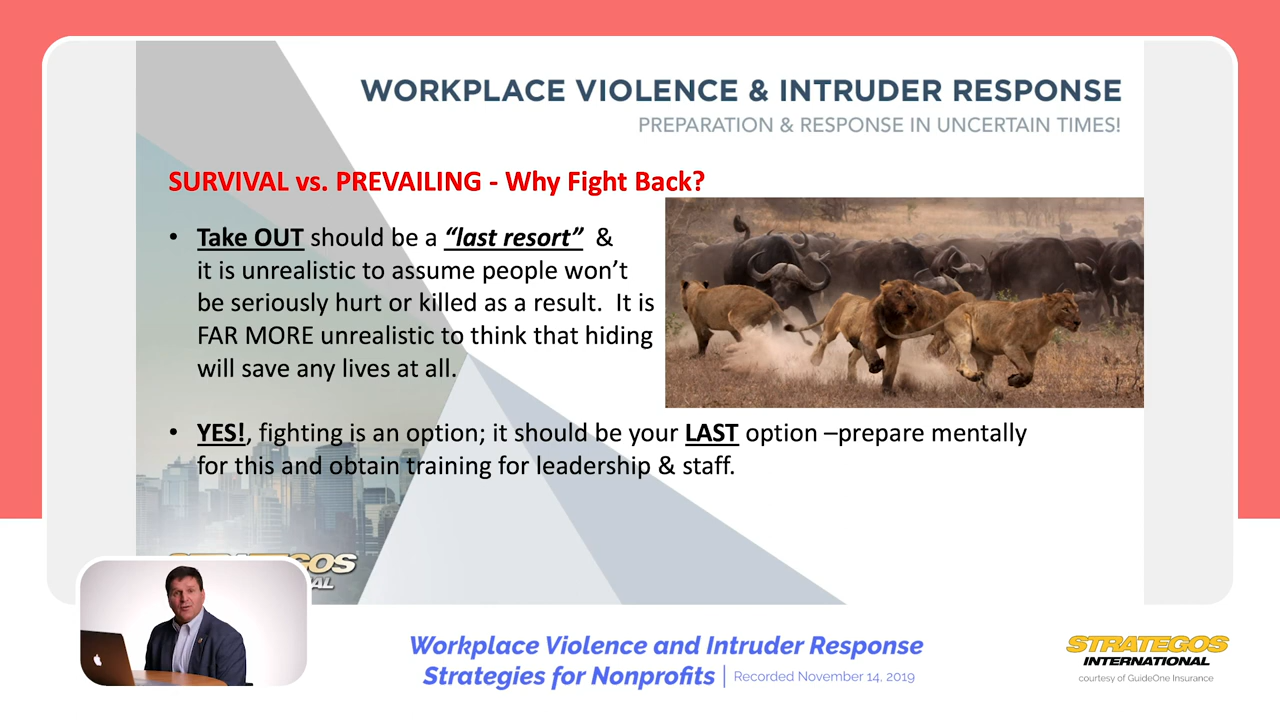 WORKPLACE VIOLENCE & INTRUDER RESPONSE
PREPARATION & RESPONSE IN UNCERTAIN TIMES!
SURVIVAL vs. PREVAILING - Why Fight Back?
• Take OUT should be a “last resort” &
it is unrealistic to assume people won’t
be seriously hurt or killed as a result. It is
FAR MORE unrealistic to think that hiding
will save any lives at all.
• YES!, fighting is an option; it should be your LAST option –prepare mentally
for this and obtain training for leadership & staff.
Workplace Violence and Intruder Response
Strategies for Nonprofits | Recorded November 14, 2019
STRATEGOS
INTERNATIONAL
courtesy of GuideOne Insurance